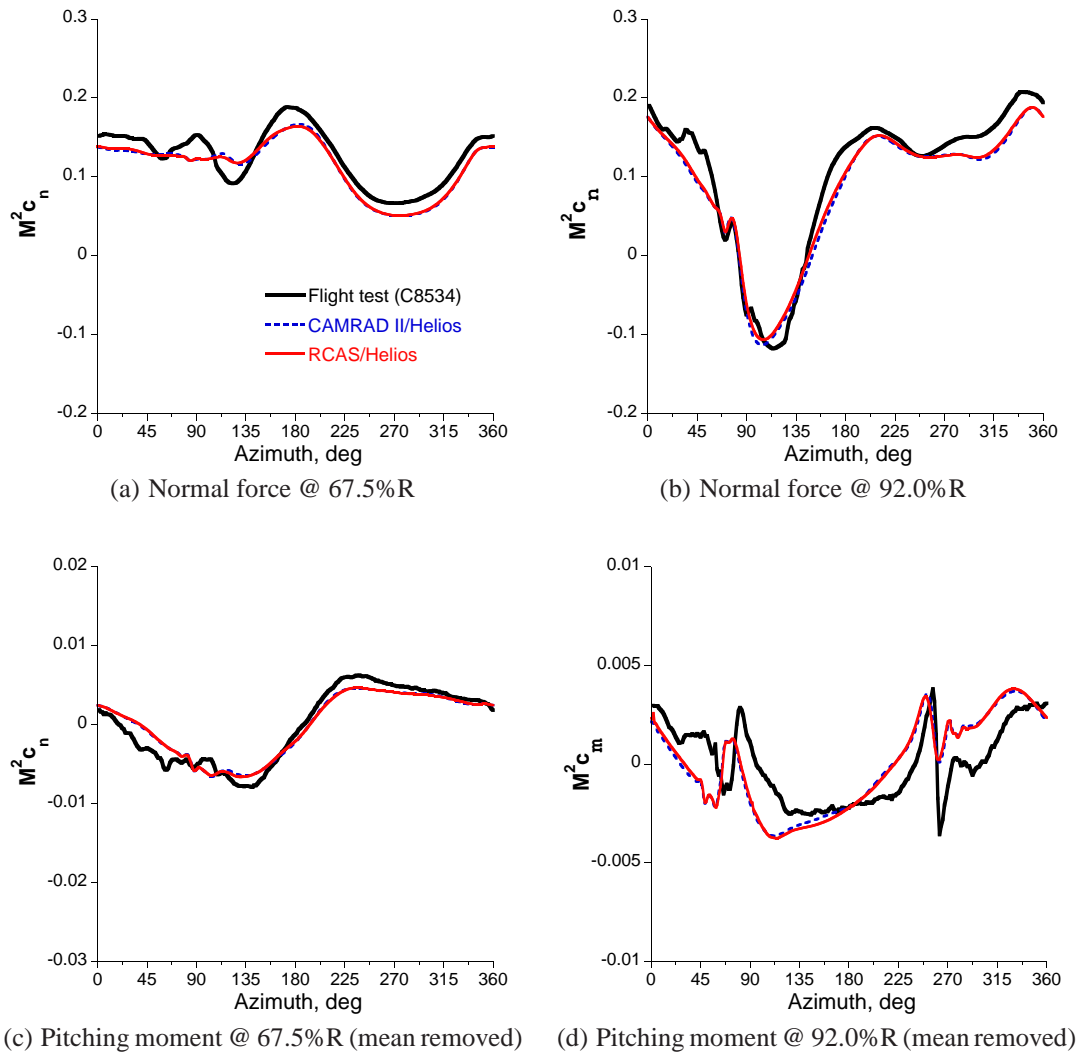 0.3
0.2
0.1
0
-0.1
-0.2
M²cₙ
0 45 90 135 180 225 270 315 360
Azimuth, deg
Flight test (C8534)
CAMRAD II/Helios
RCAS/Helios
(a) Normal force @ 67.5%R
0.3
0.2
0.1
0
-0.1
-0.2
M²cₙ
0 45 90 135 180 225 270 315 360
Azimuth, deg
(b) Normal force @ 92.0%R
0.02
0.01
0
-0.01
-0.02
-0.03
M²cₙ
0 45 90 135 180 225 270 315 360
Azimuth, deg
(c) Pitching moment @ 67.5%R (mean removed)
0.01
0.005
0
-0.005
-0.01
M²cₘ
0 45 90 135 180 225 270 315 360
Azimuth, deg
(d) Pitching moment @ 92.0%R (mean removed)